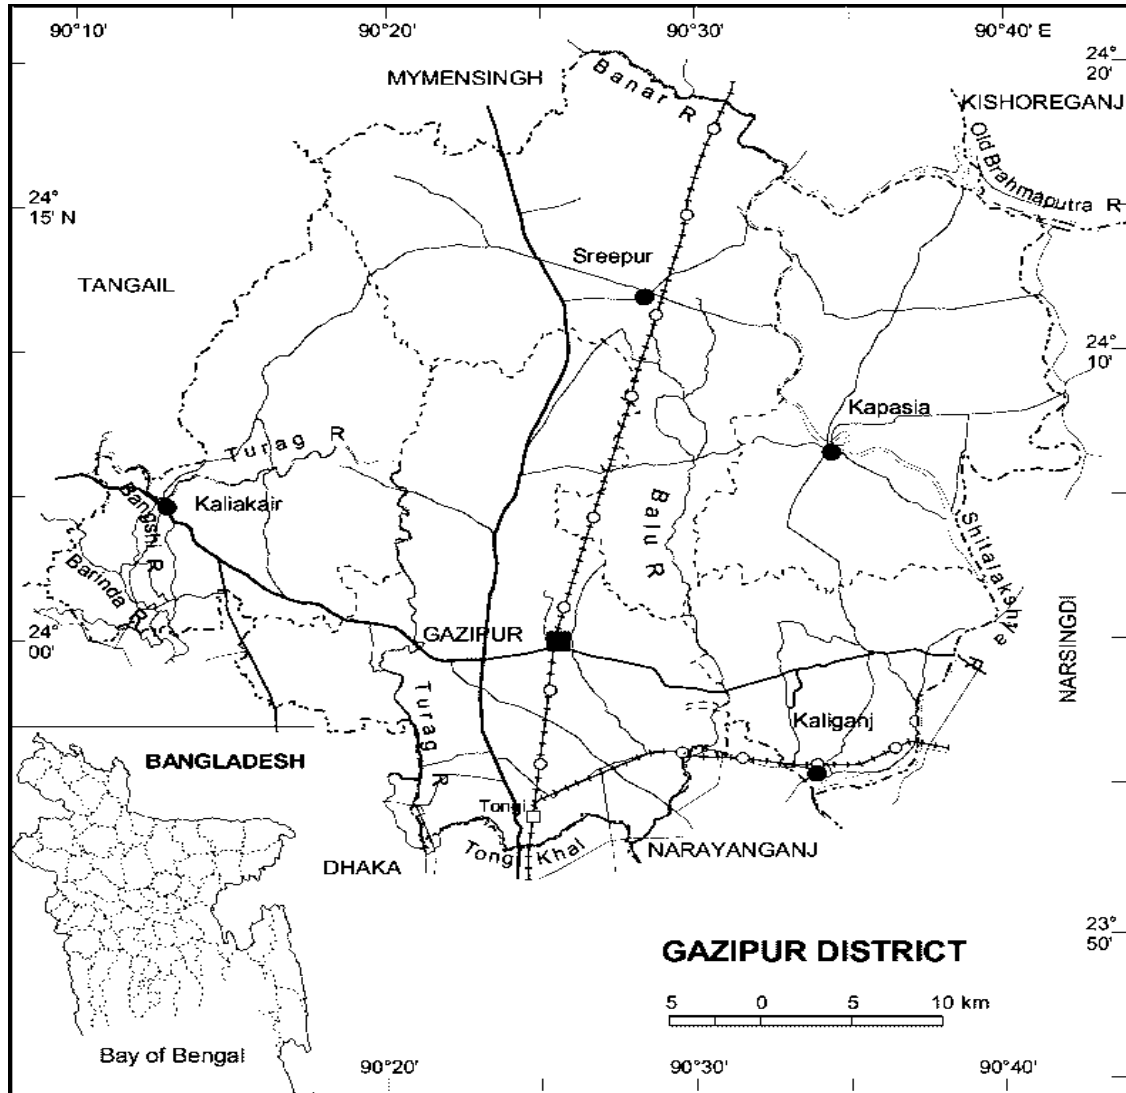 90°10'
90°20'
90°30'
90°40' E
24°
20'
MYMENSINGH
Banar R
KISHOREGANJ
Old Brahmaputra R
24°
15' N
Sreepur
TANGAIL
24°
10'
Kapasia
Turag R
Kaliakair
Bangshi R
Balu R
Shitalakshya R
Barinda R
GAZIPUR
24°
00'
NARSINGDI
Turag R
Kaliganj
BANGLADESH
Tongi
Tongi Khal
NARAYANGANJ
DHAKA
23°
50'
GAZIPUR DISTRICT
5 0 5 10 km
Bay of Bengal
90°20'
90°30'
90°40'